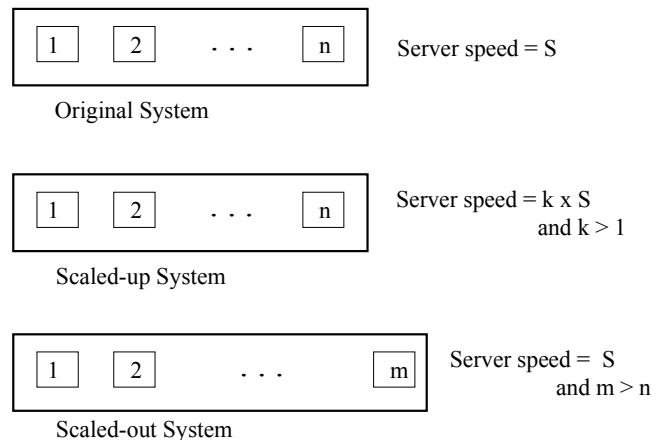 1 2 . . . n Server speed = S
Original System
1 2 . . . n Server speed = k x S
and k > 1
Scaled-up System
1 2 . . . m Server speed = S
and m > n
Scaled-out System